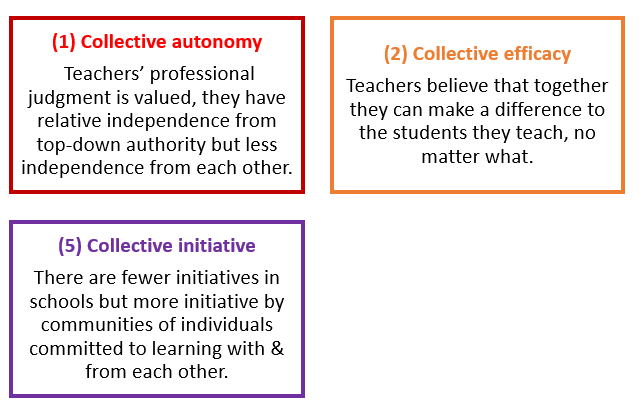 (1) Collective autonomy
Teachers’ professional
judgment is valued, they have
relative independence from
top-down authority but less
independence from each other.
(2) Collective efficacy
Teachers believe that together
they can make a difference to
the students they teach, no
matter what.
(5) Collective initiative
There are fewer initiatives in
schools but more initiative by
communities of individuals
committed to learning with &
from each other.